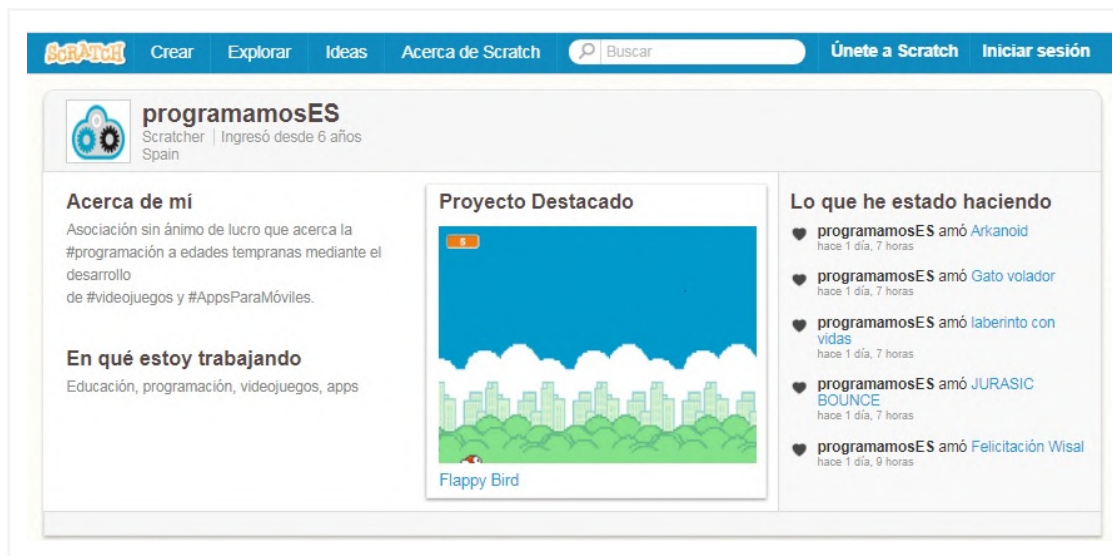 SCRATCH Crear Explorar Ideas Acerca de Scratch Buscar Únete a Scratch Iniciar sesión
programamosES
Scratcher | Ingresó desde 6 años
Spain
Acerca de mí
Asociación sin ánimo de lucro que acerca la
#programación a edades tempranas mediante el
desarrollo
de #videojuegos y #AppsParaMóviles.
En qué estoy trabajando
Educación, programación, videojuegos, apps
Proyecto Destacado
5
Flappy Bird
Lo que he estado haciendo
programamosES amó Arkanoid
hace 1 día, 7 horas
programamosES amó Gato volador
hace 1 día, 7 horas
programamosES amó laberinto con
vidas
hace 1 día, 7 horas
programamosES amó JURASIC
BOUNCE
hace 1 día, 7 horas
programamosES amó Felicitación Wisal
hace 1 día, 9 horas